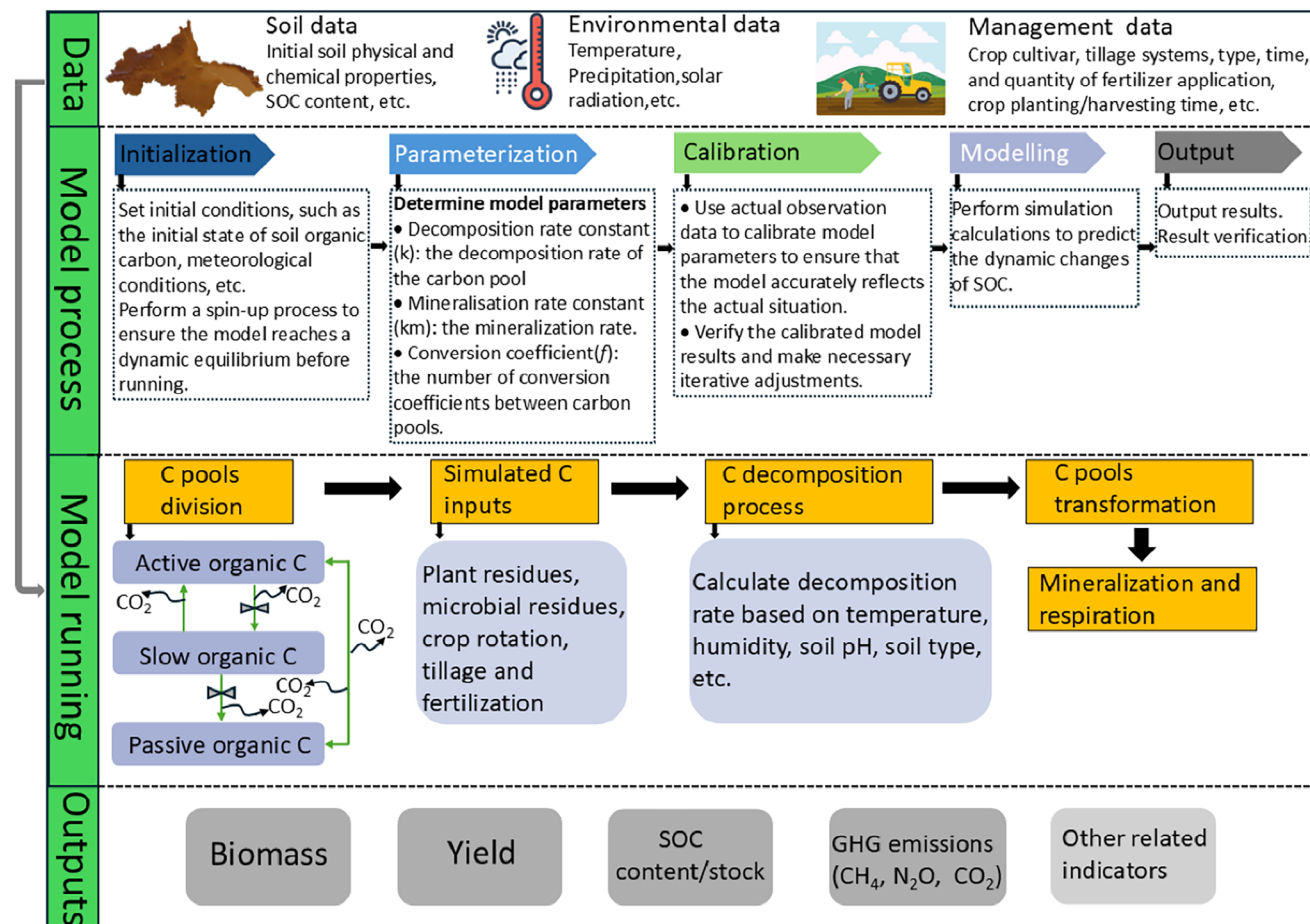 Data
Soil data
Initial soil physical and
chemical properties,
SOC content, etc.
Environmental data
Temperature,
Precipitation,solar
radiation,etc.
Management data
Crop cultivar, tillage systems, type, time,
and quantity of fertilizer application,
crop planting/harvesting time, etc.
Model process
Initialization
Set initial conditions, such as
the initial state of soil organic
carbon, meteorological
conditions, etc.
Perform a spin-up process to
ensure the model reaches a
dynamic equilibrium before
running.
Parameterization
Determine model parameters
• Decomposition rate constant
(k): the decomposition rate of
the carbon pool
• Mineralisation rate constant
(km): the mineralization rate.
• Conversion coefficient(f):
the number of conversion
coefficients between carbon
pools.
Calibration
• Use actual observation
data to calibrate model
parameters to ensure that
the model accurately reflects
the actual situation.
• Verify the calibrated model
results and make necessary
iterative adjustments.
Modelling
Perform simulation
calculations to predict
the dynamic changes
of SOC.
Output
Output results.
Result verification
Model running
C pools
division
Active organic C
CO₂
CO₂
Slow organic C
CO₂
CO₂
CO₂
Passive organic C
Simulated C
inputs
Plant residues,
microbial residues,
crop rotation,
tillage and
fertilization
C decomposition
process
Calculate decomposition
rate based on temperature,
humidity, soil pH, soil type,
etc.
C pools
transformation
Mineralization and
respiration
Outputs
Biomass
Yield
SOC
content/stock
GHG emissions
(CH₄, N₂O, CO₂)
Other related
indicators